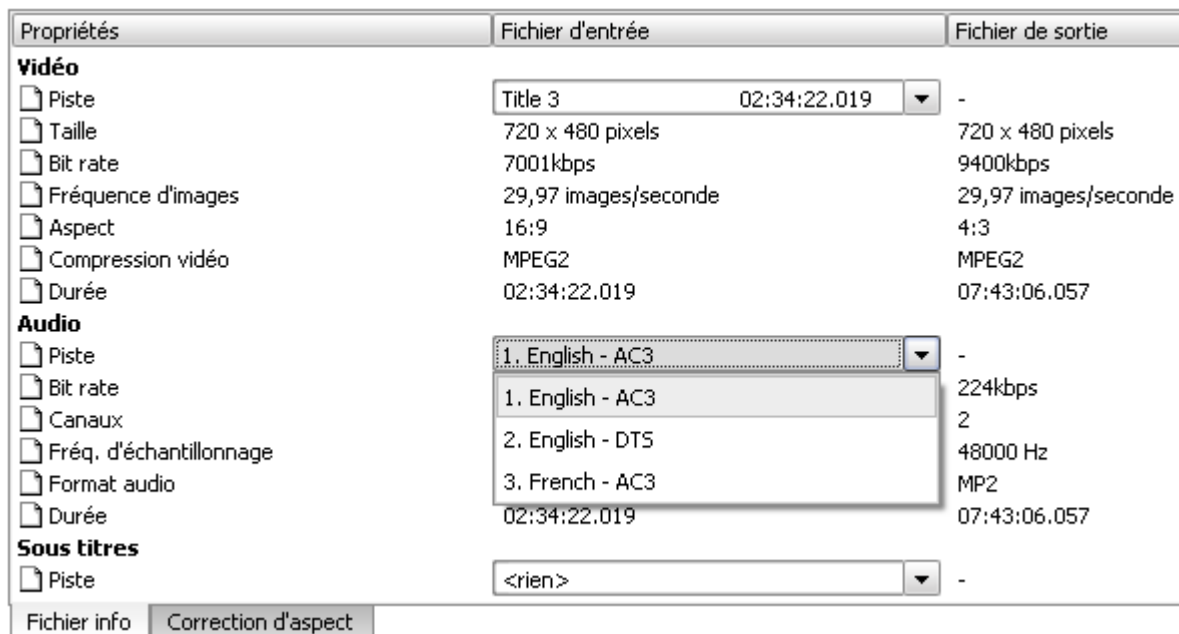 Propriétés Fichier d'entrée Fichier de sortie
Vidéo
Piste Title 3 02:34:22.019 -
Taille 720 x 480 pixels 720 x 480 pixels
Bit rate 7001kbps 9400kbps
Fréquence d'images 29,97 images/seconde 29,97 images/seconde
Aspect 16:9 4:3
Compression vidéo MPEG2 MPEG2
Durée 02:34:22.019 07:43:06.057
Audio
Piste 1. English - AC3 -
Bit rate 1. English - AC3 224kbps
Canaux 2. English - DTS 2
Fréq. d'échantillonnage 48000 Hz
Format audio 3. French - AC3 MP2
Durée 02:34:22.019 07:43:06.057
Sous titres
Piste <rien> -
Fichier info Correction d'aspect